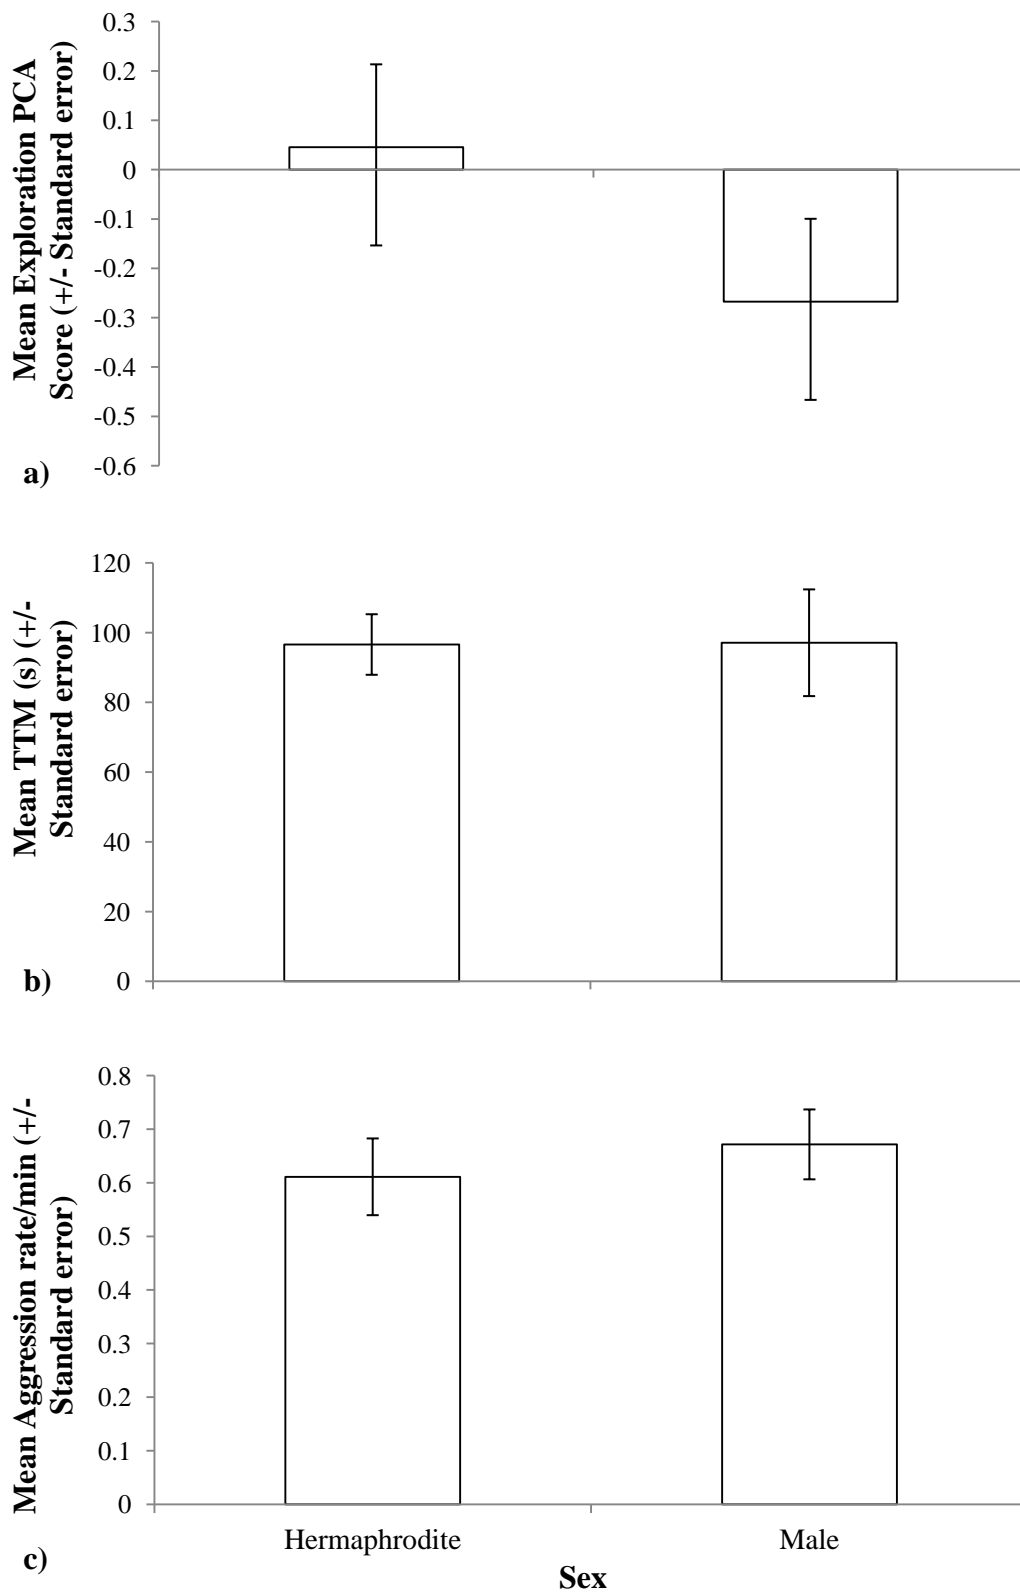 Mean Exploration PCA
Score (+/- Standard error)
0.3
0.2
0.1
0
-0.1
-0.2
-0.3
-0.4
-0.5
-0.6
a)
Mean TTM (s) (+/-
Standard error)
120
100
80
60
40
20
0
b)
Mean Aggression rate/min (+/-
Standard error)
0.8
0.7
0.6
0.5
0.4
0.3
0.2
0.1
0
c)
Hermaphrodite
Male
Sex